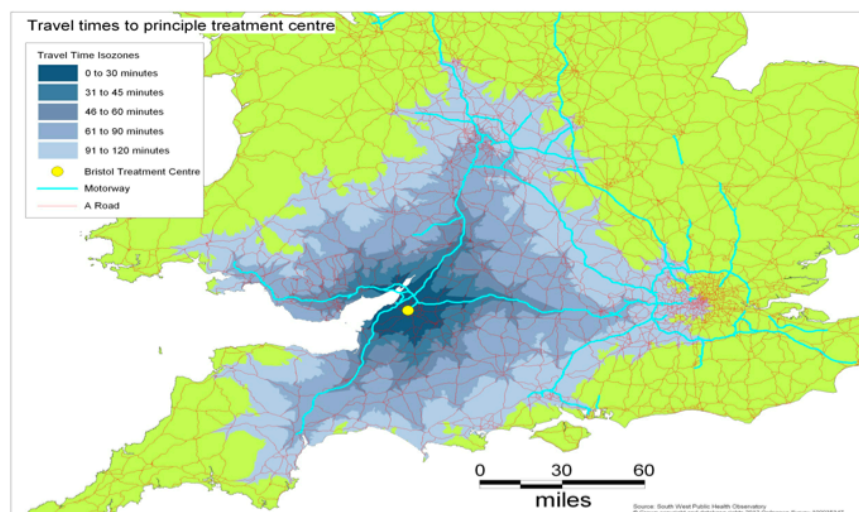 Travel times to principle treatment centre
Travel Time Isozones
0 to 30 minutes
31 to 45 minutes
46 to 60 minutes
61 to 90 minutes
91 to 120 minutes
Bristol Treatment Centre
Motorway
A Road
0 30 60
miles
Source: South West Public Health Observatory